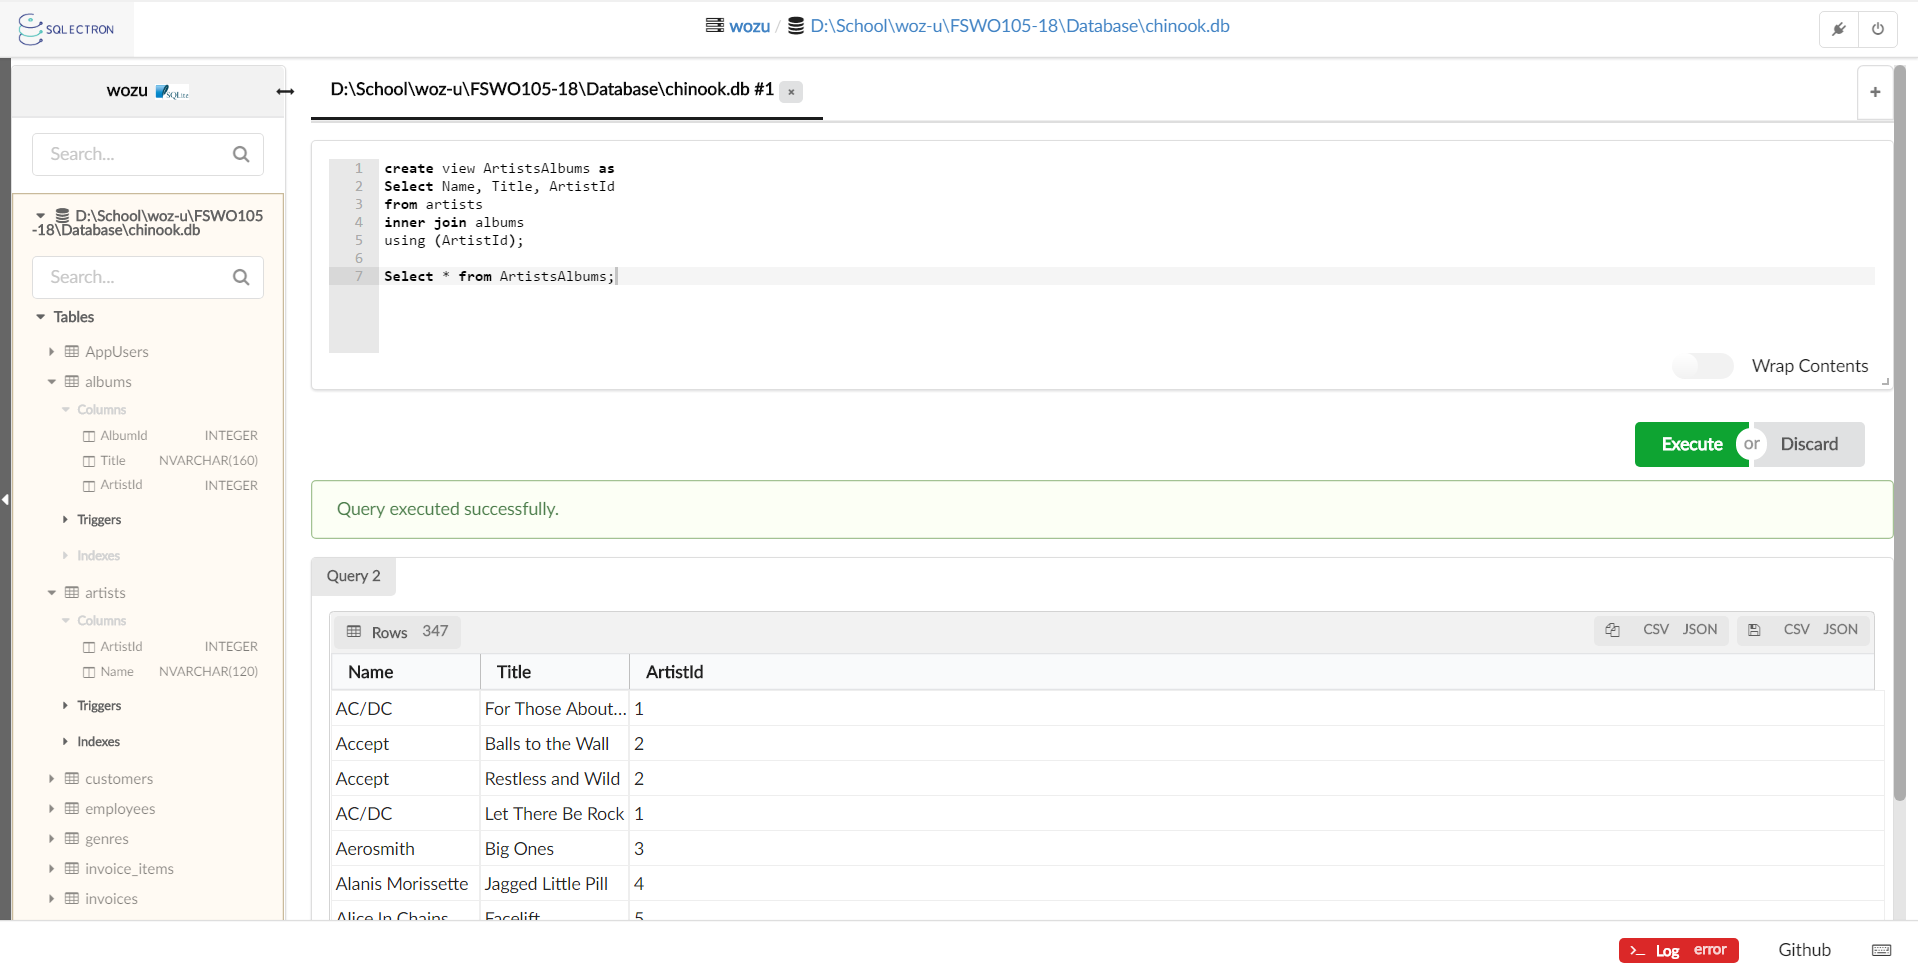 SQLECTRON
wozu / D:\School\woz-u\FSWO105-18\Database\chinook.db
wozu SQLite
Search...
D:\School\woz-u\FSWO105
-18\Database\chinook.db
Search...
Tables
AppUsers
albums
Columns
AlbumId INTEGER
Title NVARCHAR(160)
ArtistId INTEGER
Triggers
Indexes
artists
Columns
ArtistId INTEGER
Name NVARCHAR(120)
Triggers
Indexes
customers
employees
genres
invoice_items
invoices
D:\School\woz-u\FSWO105-18\Database\chinook.db #1 ×
+
1 create view ArtistsAlbums as
2 Select Name, Title, ArtistId
3 from artists
4 inner join albums
5 using (ArtistId);
6
7 Select * from ArtistsAlbums;
Wrap Contents
Execute or Discard
Query executed successfully.
Query 2
Rows 347 CSV JSON CSV JSON
Name Title ArtistId
AC/DC For Those About... 1
Accept Balls to the Wall 2
Accept Restless and Wild 2
AC/DC Let There Be Rock 1
Aerosmith Big Ones 3
Alanis Morissette Jagged Little Pill 4
Alice In Chains Facelift 5
>_ Log error Github